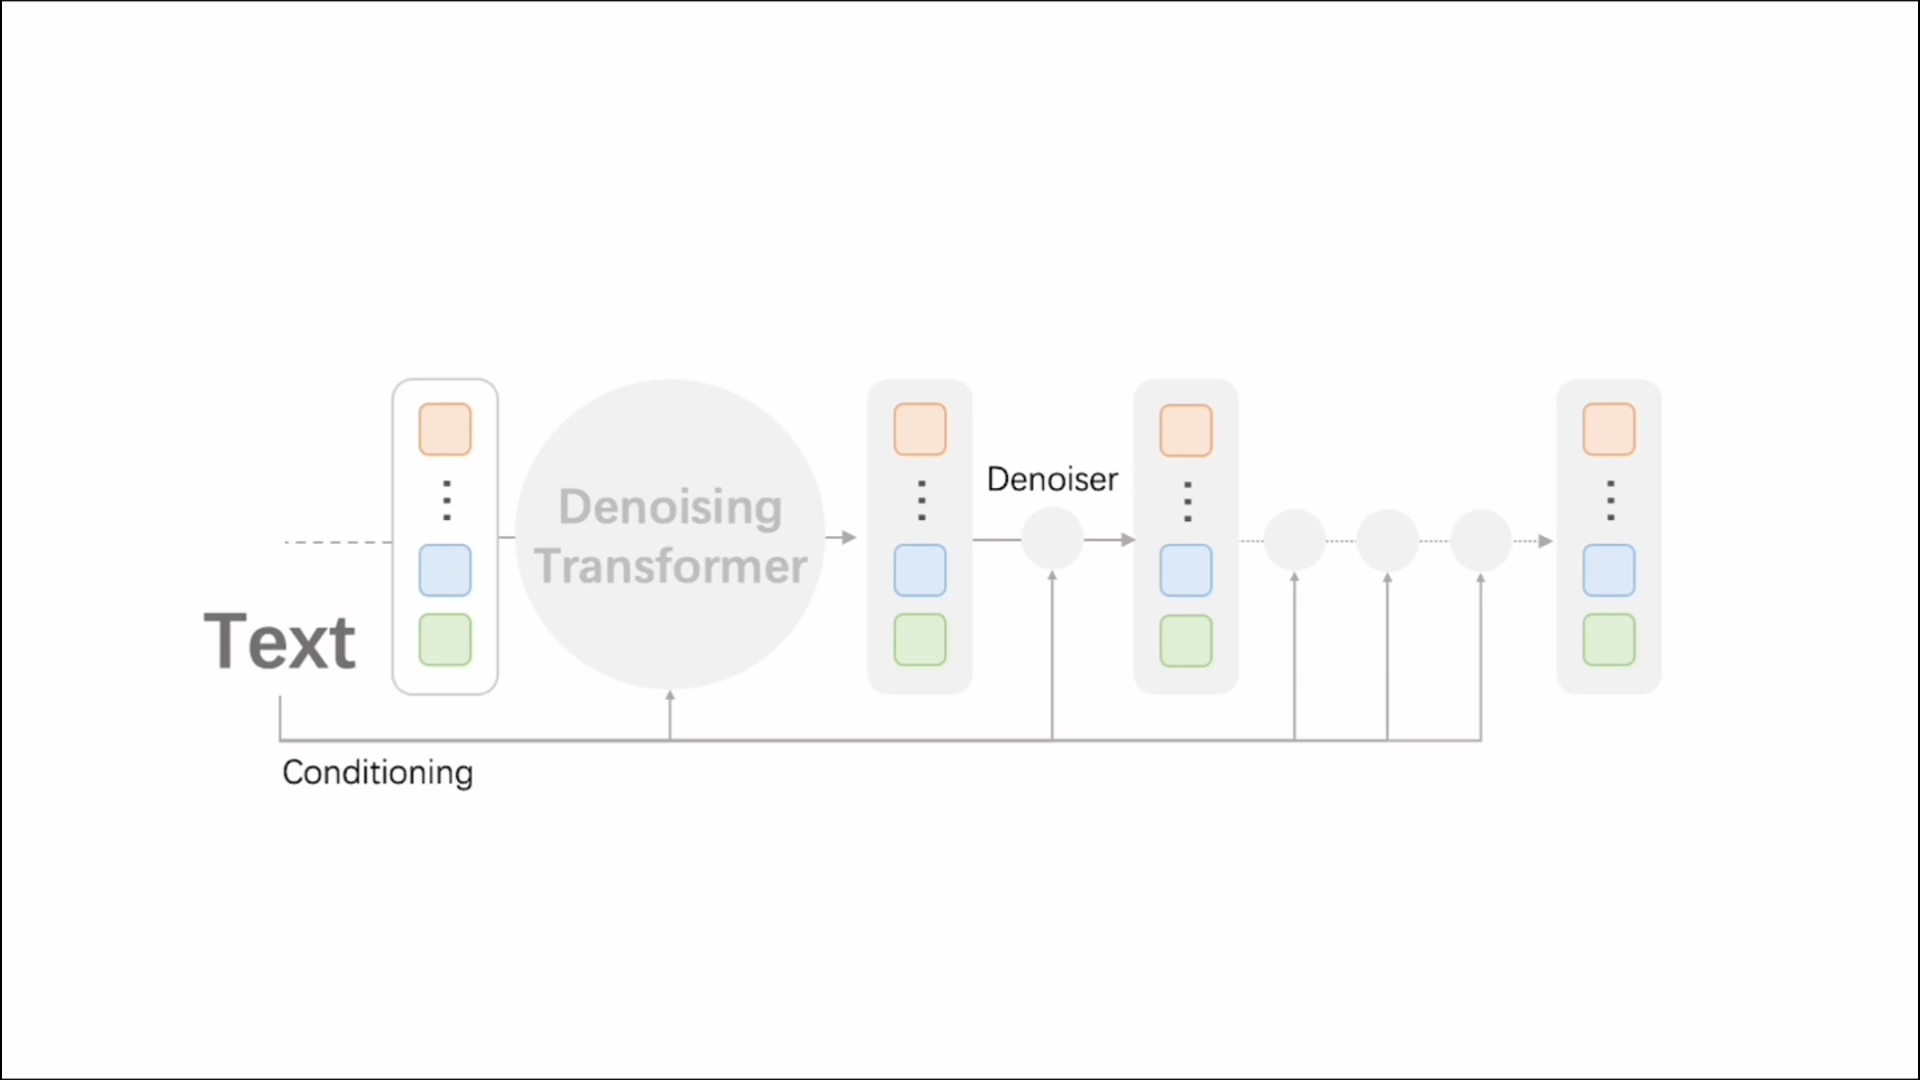 Denoising
Transformer
Denoiser
Text
Conditioning